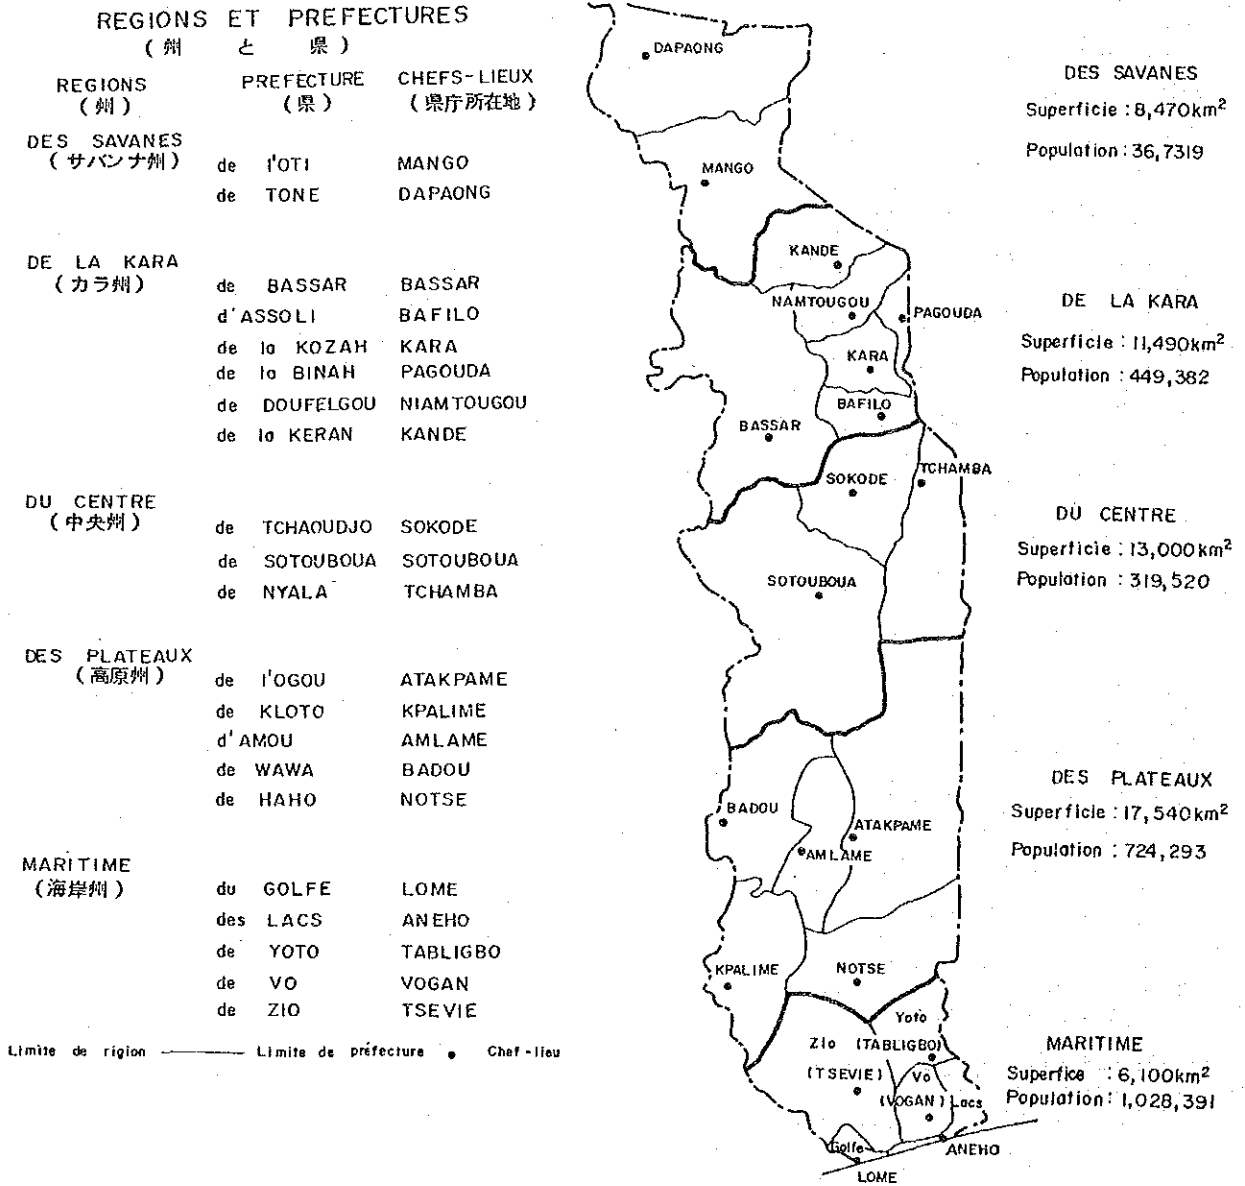 REGIONS ET PREFECTURES
(州 と 県)
REGIONS PREFECTURE CHEFS-LIEUX
(州) (県) (県庁所在地)
DES SAVANES
(サバンナ州)
de l'OTI MANGO
de TONE DAPAONG
DE LA KARA
(カラ州)
de BASSAR BASSAR
d'ASSOLI BAFILO
de la KOZAH KARA
de la BINAH PAGOUDA
de DOUFELGOU NIAMTOUGOU
de la KERAN KANDE
DU CENTRE
(中央州)
de TCHAOUDJO SOKODE
de SOTOUBOUA SOTOUBOUA
de NYALA TCHAMBA
DES PLATEAUX
(高原州)
de l'OGOU ATAKPAME
de KLOTO KPALIME
d'AMOU AMLAME
de WAWA BADOU
de HAHO NOTSE
MARITIME
(海岸州)
du GOLFE LOME
des LACS ANEHO
de YOTO TABLIGBO
de VO VOGAN
de ZIO TSEVIE
Limite de rigion Limite de préfecture Chef-lieu
DAPAONG
MANGO
KANDE
NAMTOUGOU
PAGOUDA
KARA
BAFILO
BASSAR
TCHAMBA
SOKODE
SOTOUBOUA
BADOU
ATAKPAME
AMLAME
KPALIME
NOTSE
Yoto
Zio (TABLIGBO)
(TSEVIE) Vo
(VOGAN) Lacs
Golfe
ANEHO
LOME
DES SAVANES
Superficie : 8,470km²
Population : 36,7319
DE LA KARA
Superficie : 11,490km²
Population : 449,382
DU CENTRE
Superficie : 13,000km²
Population : 319,520
DES PLATEAUX
Superficie : 17,540km²
Population : 724,293
MARITIME
Superfice : 6,100km²
Population : 1,028,391